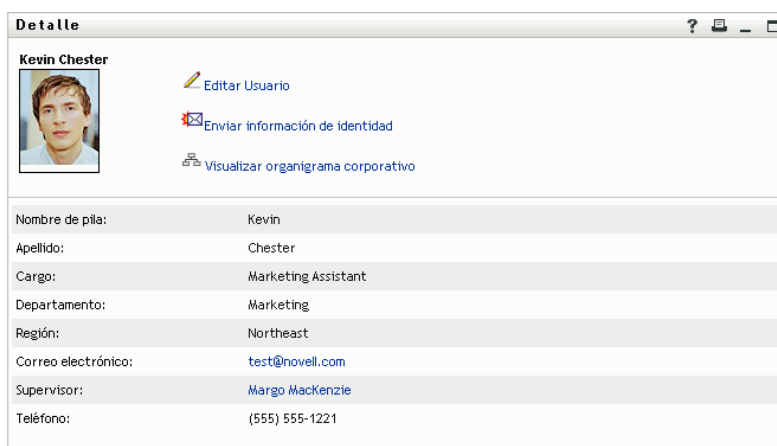 Detalle
Kevin Chester
Editar Usuario
Enviar información de identidad
Visualizar organigrama corporativo
Nombre de pila: Kevin
Apellido: Chester
Cargo: Marketing Assistant
Departamento: Marketing
Región: Northeast
Correo electrónico: test@novell.com
Supervisor: Margo MacKenzie
Teléfono: (555) 555-1221